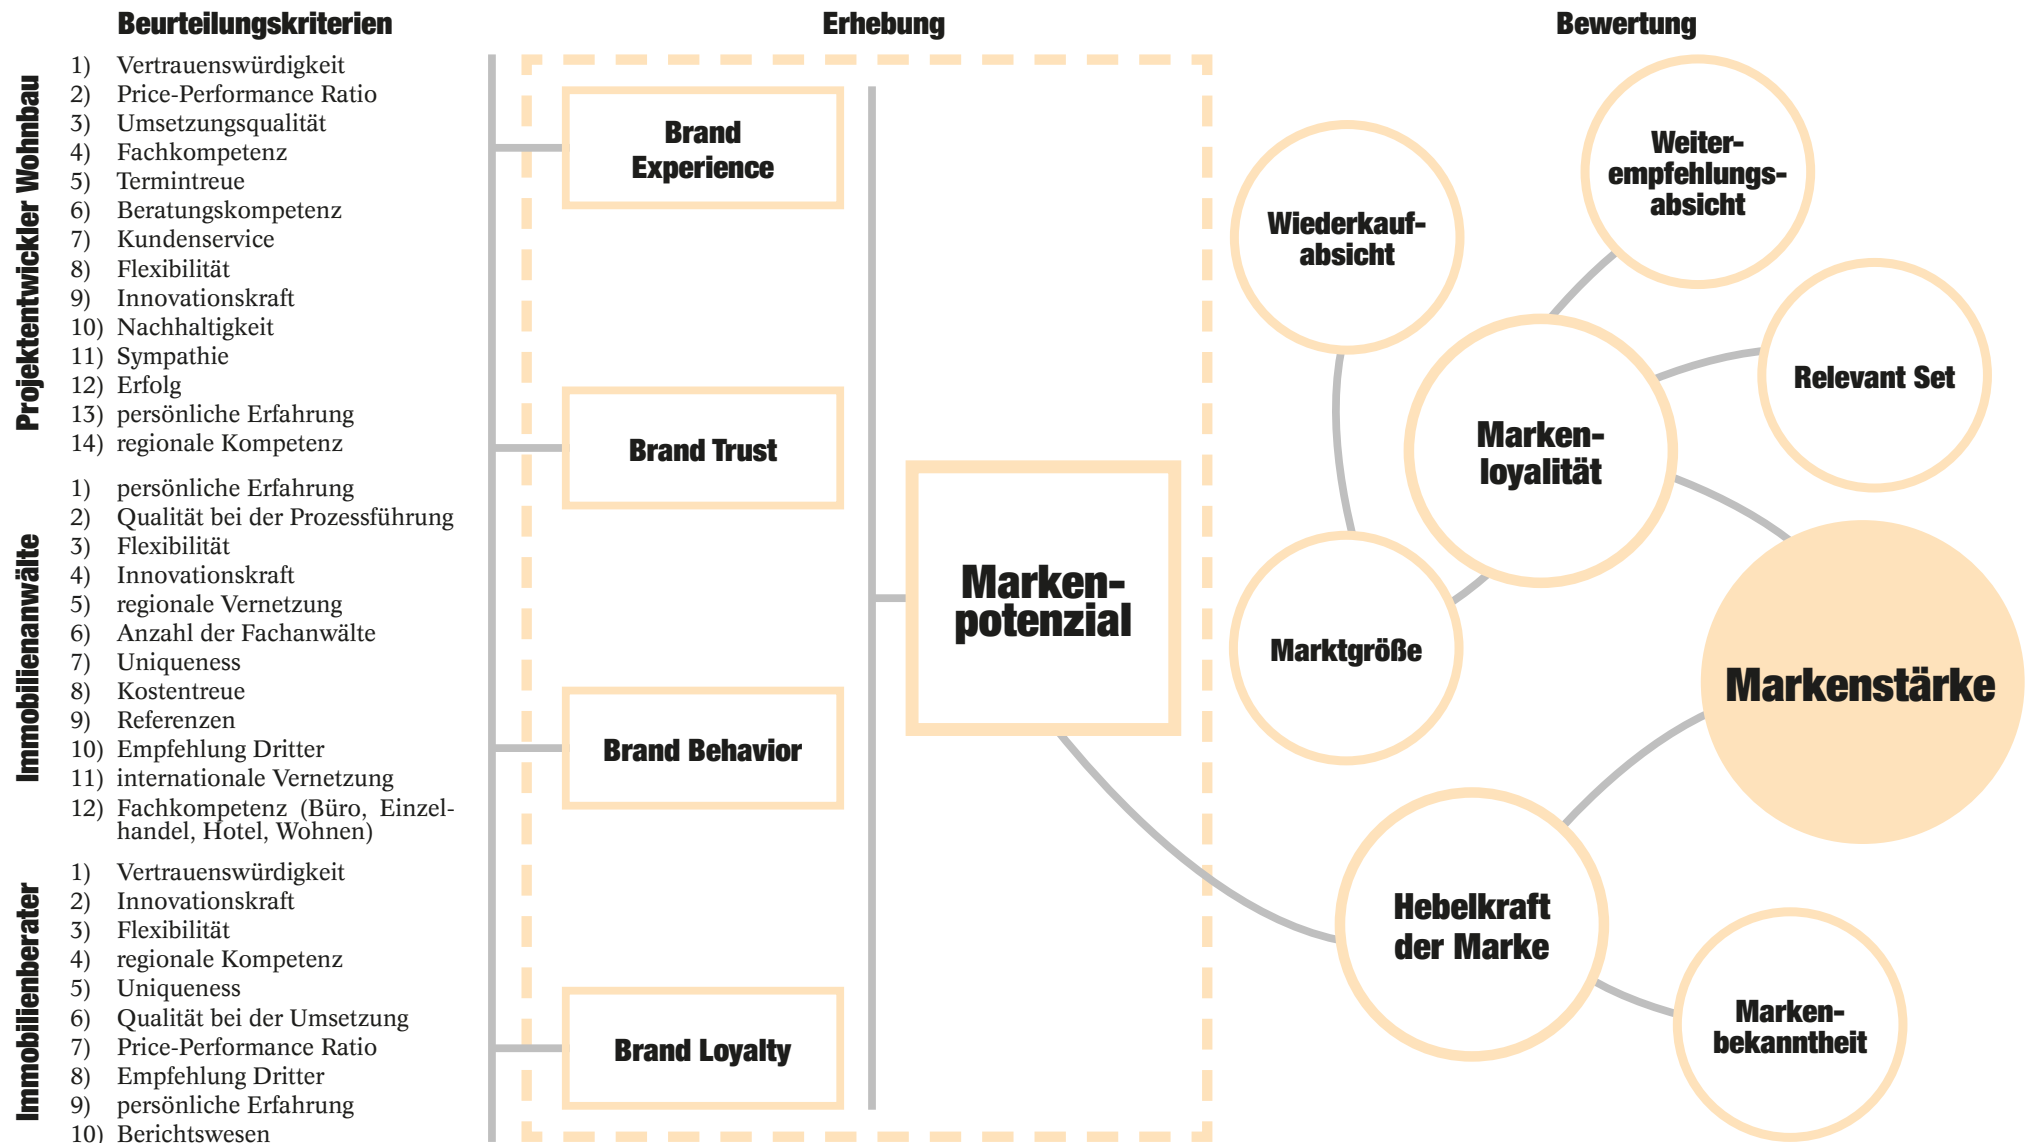 Beurteilungskriterien
Erhebung
Bewertung
Projektentwickler Wohnbau
1) Vertrauenswürdigkeit
2) Price-Performance Ratio
3) Umsetzungsqualität
4) Fachkompetenz
5) Termintreue
6) Beratungskompetenz
7) Kundenservice
8) Flexibilität
9) Innovationskraft
10) Nachhaltigkeit
11) Sympathie
12) Erfolg
13) persönliche Erfahrung
14) regionale Kompetenz
Immobilienanwälte
1) persönliche Erfahrung
2) Qualität bei der Prozessführung
3) Flexibilität
4) Innovationskraft
5) regionale Vernetzung
6) Anzahl der Fachanwälte
7) Uniqueness
8) Kostentreue
9) Referenzen
10) Empfehlung Dritter
11) internationale Vernetzung
12) Fachkompetenz (Büro, Einzel-
handel, Hotel, Wohnen)
Immobilienberater
1) Vertrauenswürdigkeit
2) Innovationskraft
3) Flexibilität
4) regionale Kompetenz
5) Uniqueness
6) Qualität bei der Umsetzung
7) Price-Performance Ratio
8) Empfehlung Dritter
9) persönliche Erfahrung
10) Berichtswesen
Brand
Experience
Brand Trust
Brand Behavior
Brand Loyalty
Marken-
potenzial
Wiederkauf-
absicht
Weiter-
empfehlungs-
absicht
Relevant Set
Marken-
loyalität
Marktgröße
Markenstärke
Hebelkraft
der Marke
Marken-
bekanntheit